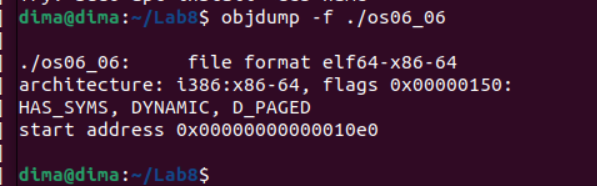 dima@dima:~/Lab8$ objdump -f ./os06_06
./os06_06:     file format elf64-x86-64
architecture: i386:x86-64, flags 0x00000150:
HAS_SYMS, DYNAMIC, D_PAGED
start address 0x00000000000010e0
dima@dima:~/Lab8$